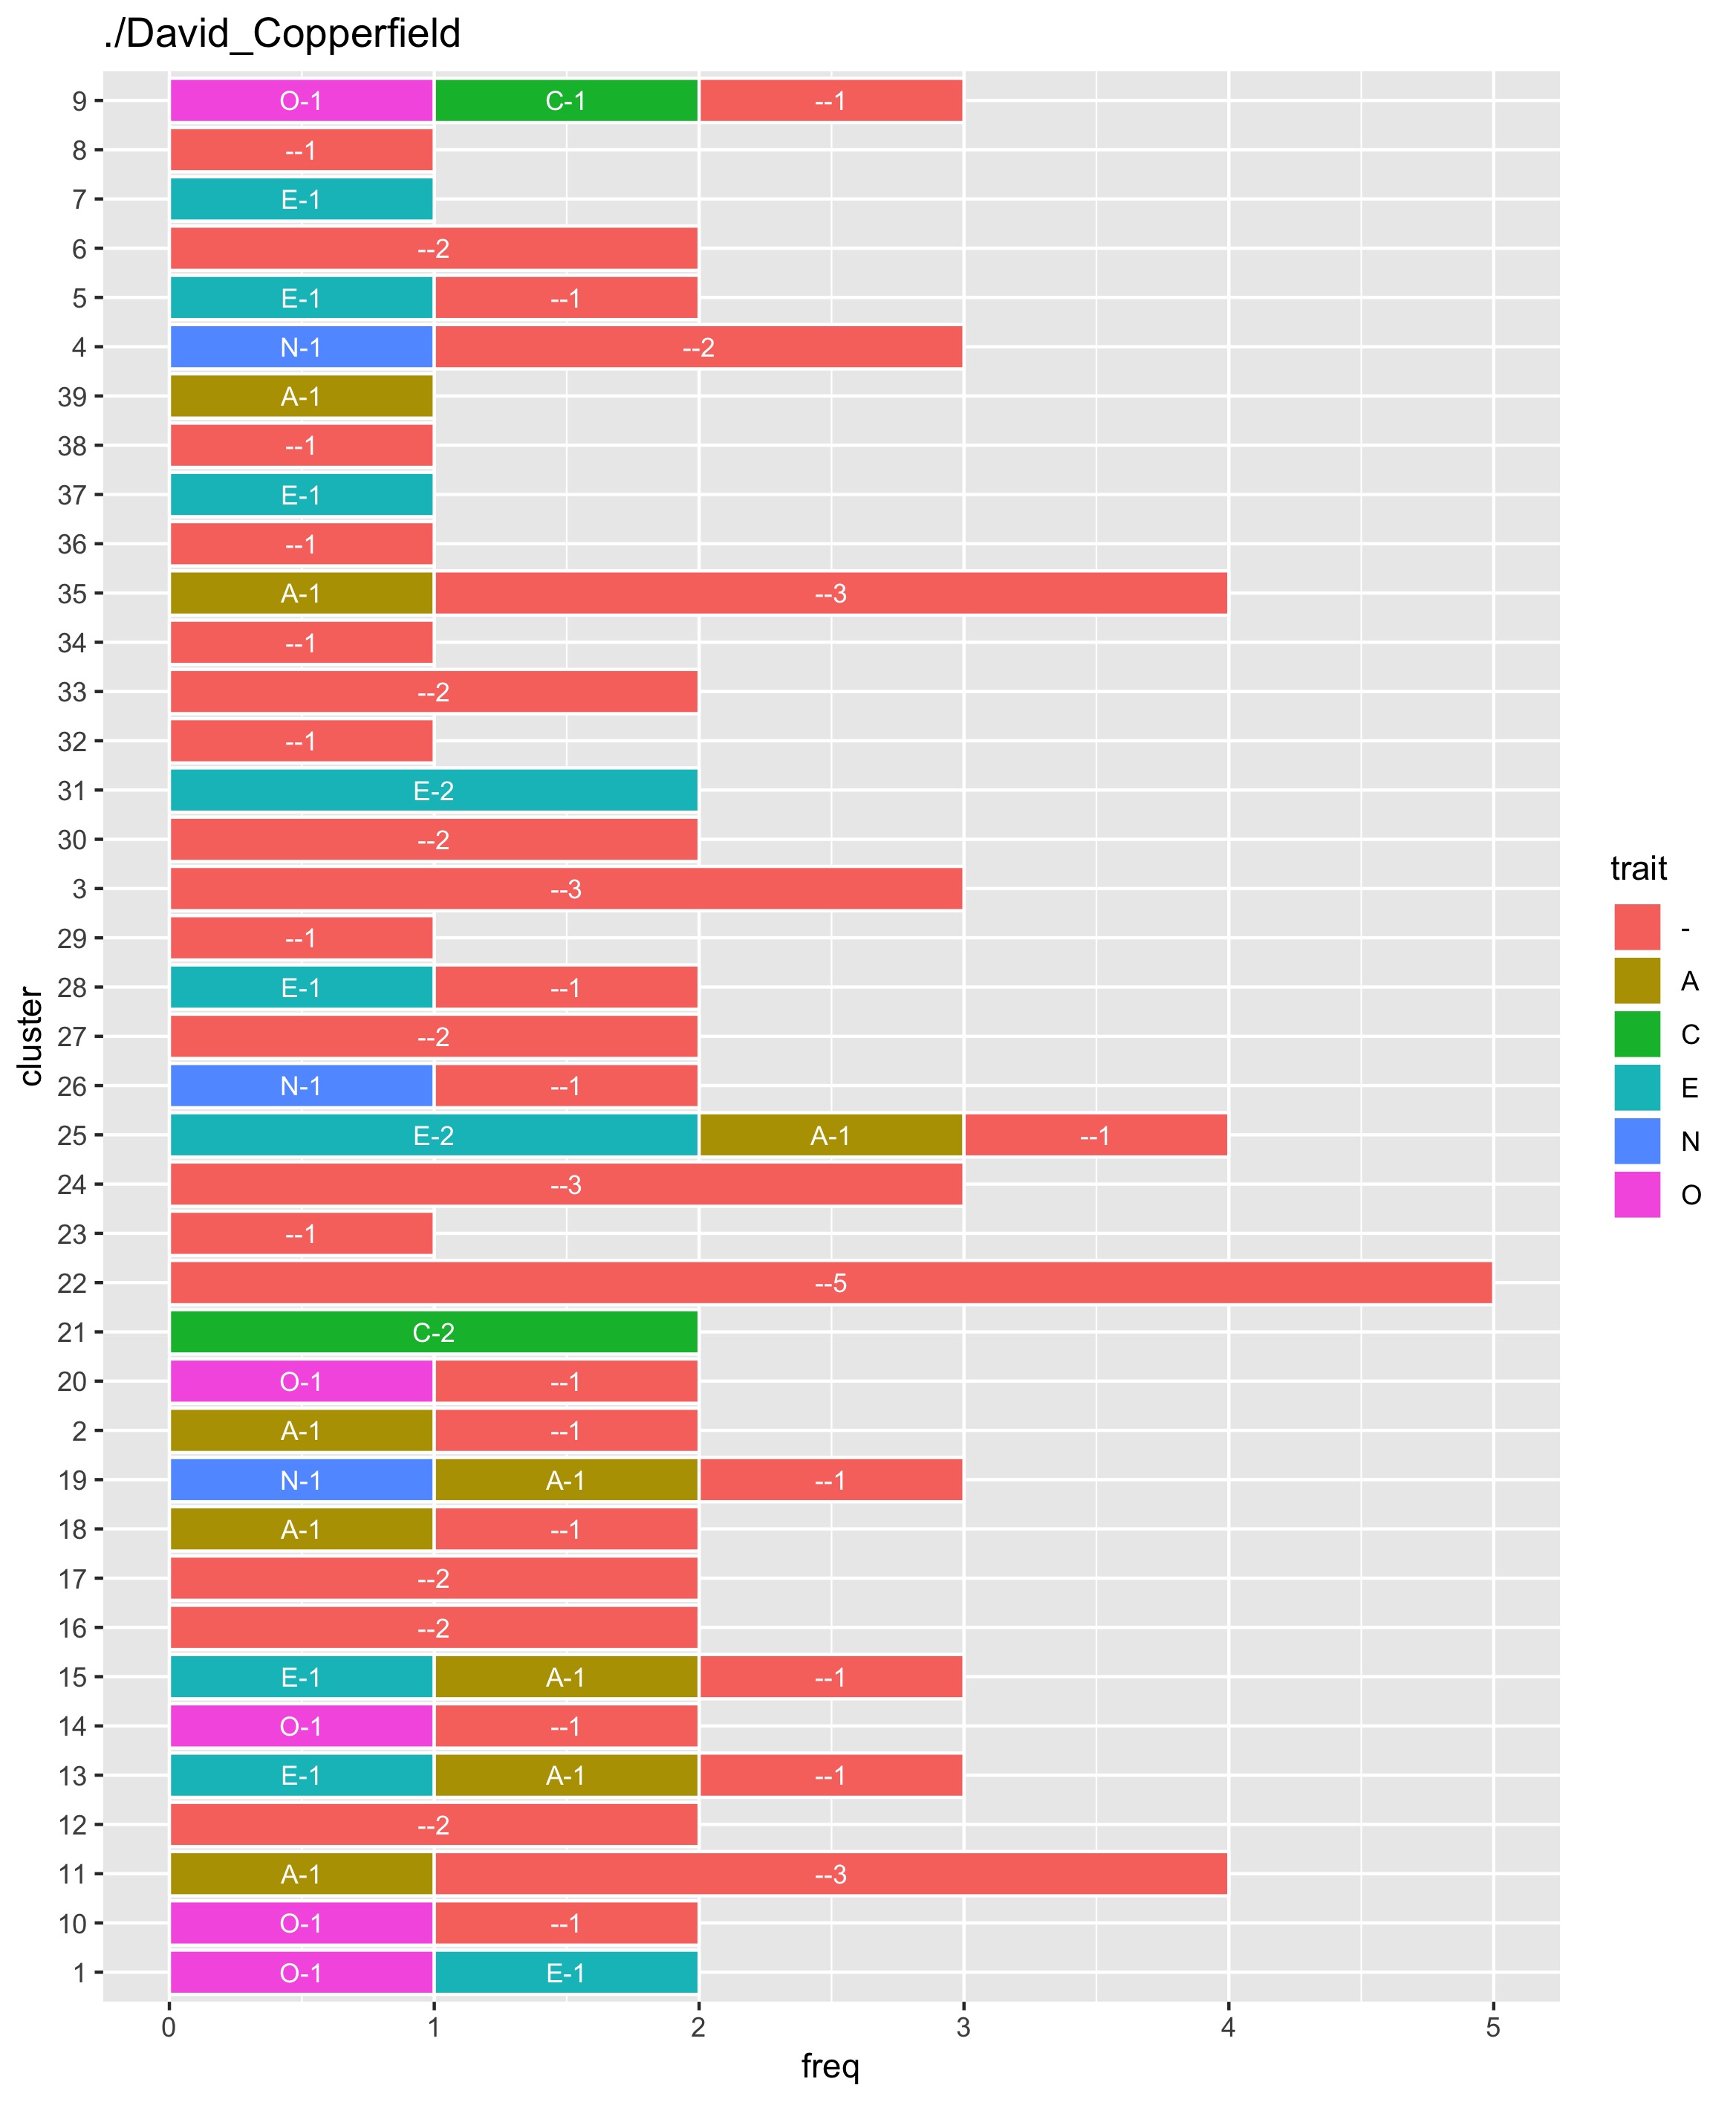 ./David_Copperfield
9 O-1 C-1 --1
8 --1
7 E-1
6 --2
5 E-1 --1
4 N-1 --2
39 A-1
38 --1
37 E-1
36 --1
35 A-1 --3
34 --1
33 --2
32 --1
31 E-2
30 --2
3 --3
29 --1
28 E-1 --1
27 --2
26 N-1 --1
25 E-2 A-1 --1
24 --3
23 --1
22 --5
21 C-2
20 O-1 --1
2 A-1 --1
19 N-1 A-1 --1
18 A-1 --1
17 --2
16 --2
15 E-1 A-1 --1
14 O-1 --1
13 E-1 A-1 --1
12 --2
11 A-1 --3
10 O-1 --1
1 O-1 E-1
0 1 2 3 4 5
freq
cluster
trait
-
A
C
E
N
O